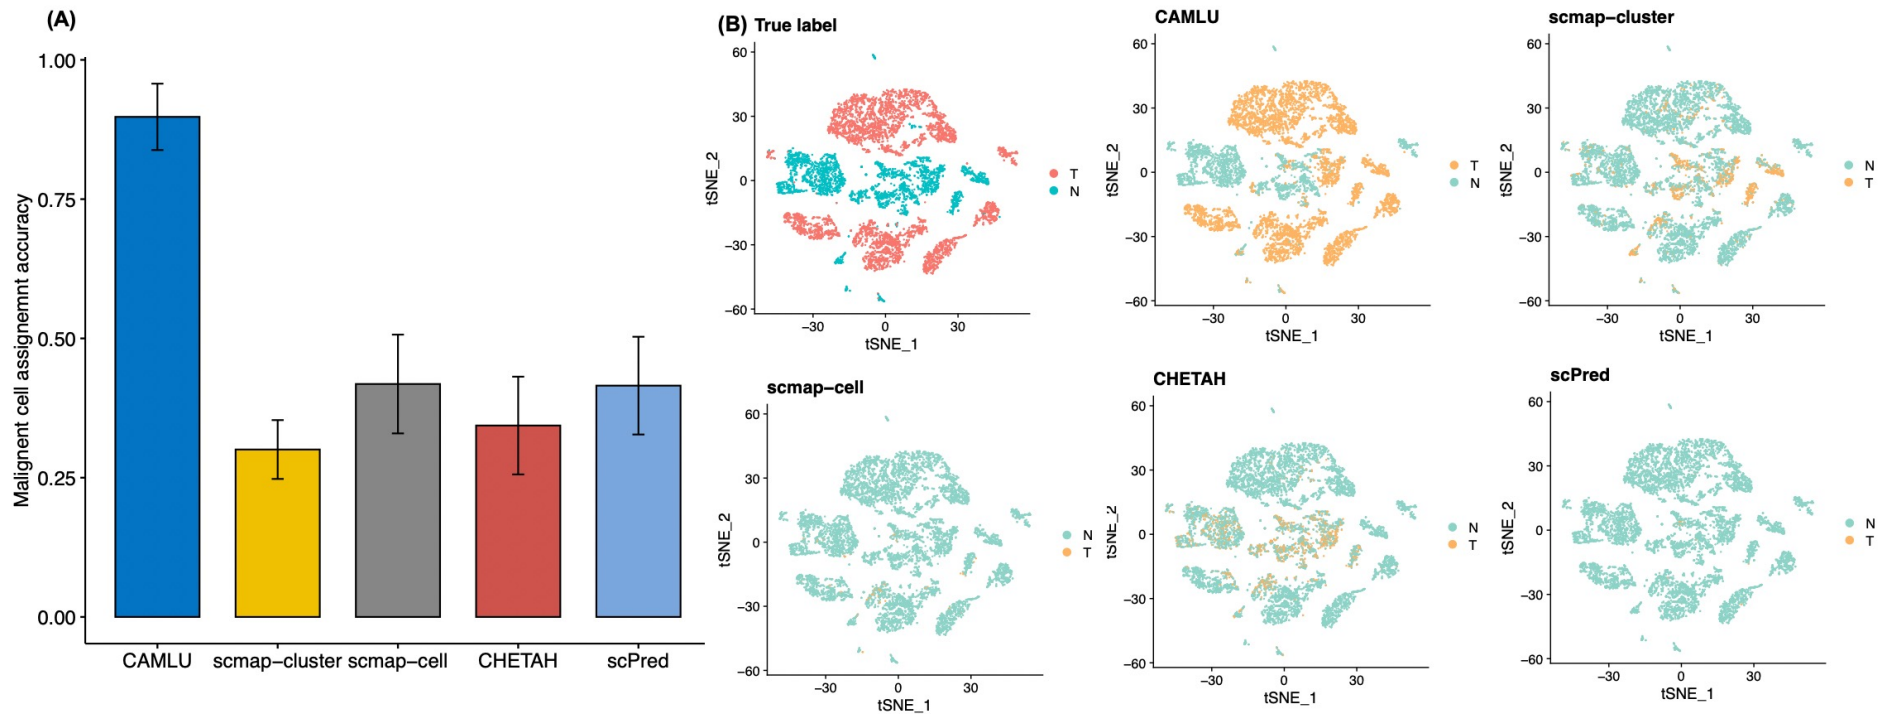 (A)
Malignent cell assignemnt accuracy
1.00
0.75
0.50
0.25
0.00
CAMLU scmap-cluster scmap-cell CHETAH scPred
(B) True label
tSNE_2
60
30
0
−30
−60
−30 0 30
tSNE_1
T
N
CAMLU
tSNE_2
60
30
0
−30
−60
−30 0 30
tSNE_1
T
N
scmap−cluster
tSNE_2
60
30
0
−30
−60
−30 0 30
tSNE_1
N
T
scmap−cell
tSNE_2
60
30
0
−30
−60
−30 0 30
tSNE_1
N
T
CHETAH
tSNE_2
60
30
0
−30
−60
−30 0 30
tSNE_1
N
T
scPred
tSNE_2
60
30
0
−30
−60
−30 0 30
tSNE_1
N
T